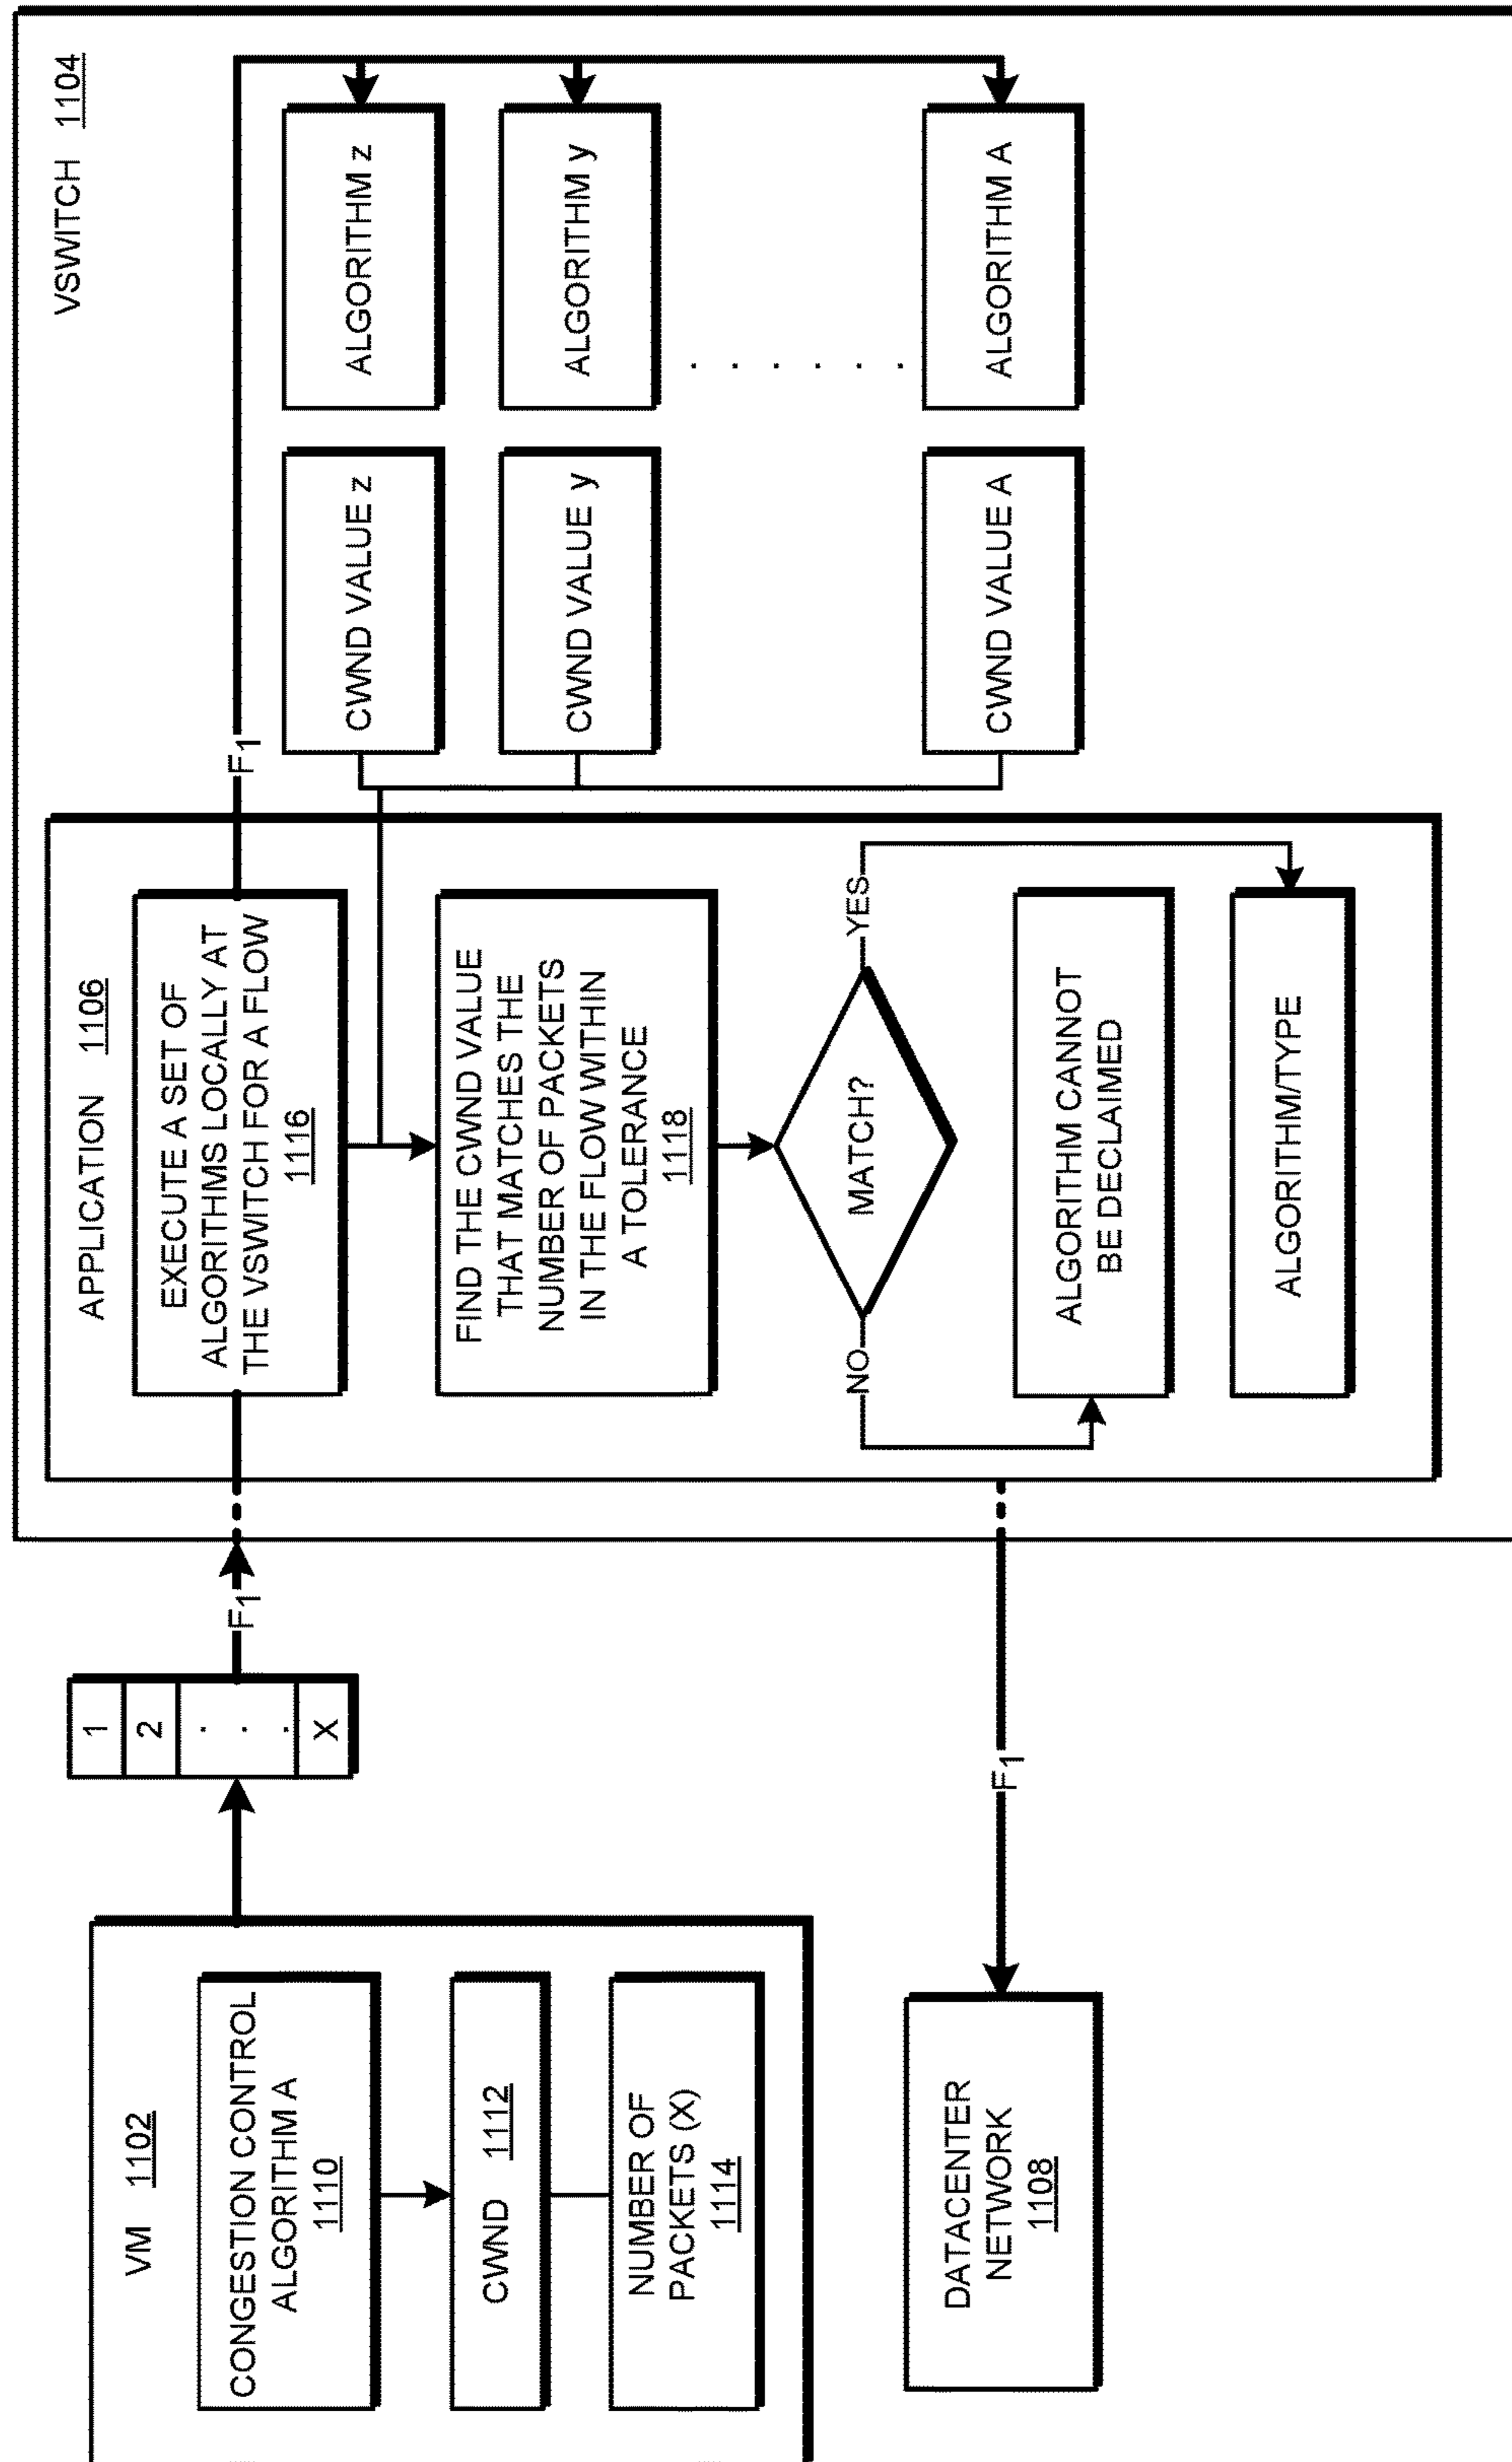 VM 1102
CONGESTION CONTROL
ALGORITHM A
1110
CWND 1112
NUMBER OF
PACKETS (X)
1114
1
2
.
.
.
X
F1
DATACENTER
NETWORK
1108
F1
VSWITCH 1104
APPLICATION 1106
EXECUTE A SET OF
ALGORITHMS LOCALLY AT
THE VSWITCH FOR A FLOW
1116
FIND THE CWND VALUE
THAT MATCHES THE
NUMBER OF PACKETS
IN THE FLOW WITHIN
A TOLERANCE
1118
MATCH?
NO
YES
ALGORITHM CANNOT
BE DECLAIMED
ALGORITHM/TYPE
F1
CWND VALUE z
ALGORITHM z
CWND VALUE y
ALGORITHM y
. . . . . .
CWND VALUE A
ALGORITHM A